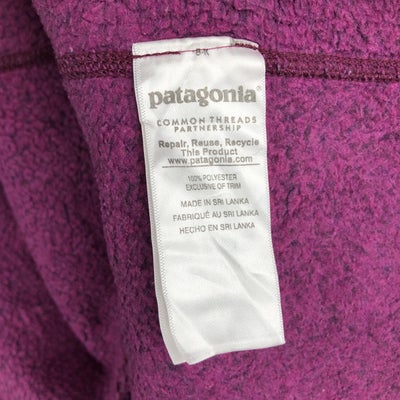 patagonia
COMMON THREADS
PARTNERSHIP
Repair, Reuse, Recycle
This Product
www.patagonia.com
100% POLYESTER
EXCLUSIVE OF TRIM
MADE IN SRI LANKA
FABRIQUÉ AU SRI LANKA
HECHO EN SRI LANKA